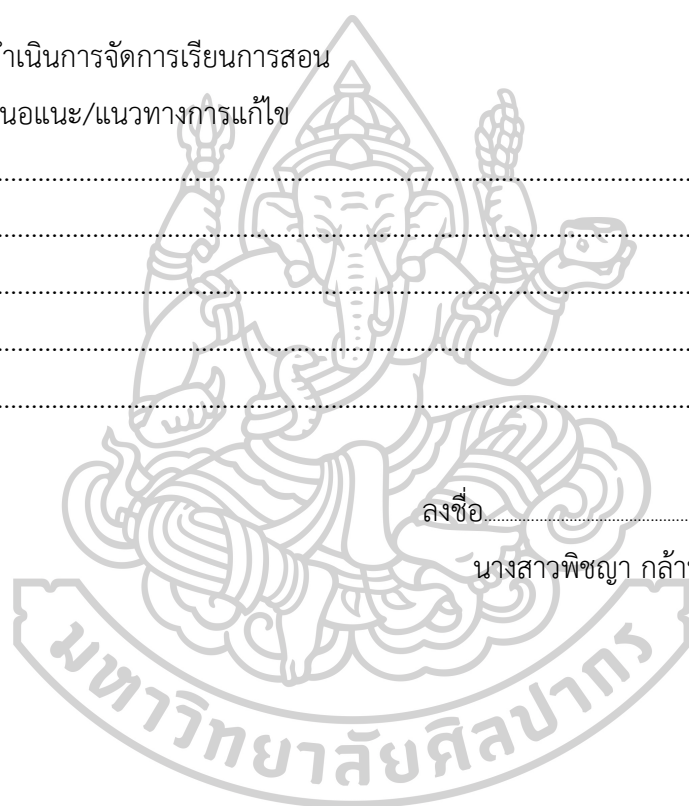 ำเนินการจัดการเรียนการสอน
นอแนะ/แนวทางการแก้ไข
................................................................................
................................................................................
................................................................................
................................................................................
................................................................................
ลงชื่อ................................................
นางสาวพิชญา กล้า
มหาวิทยาลัยศิลปากร